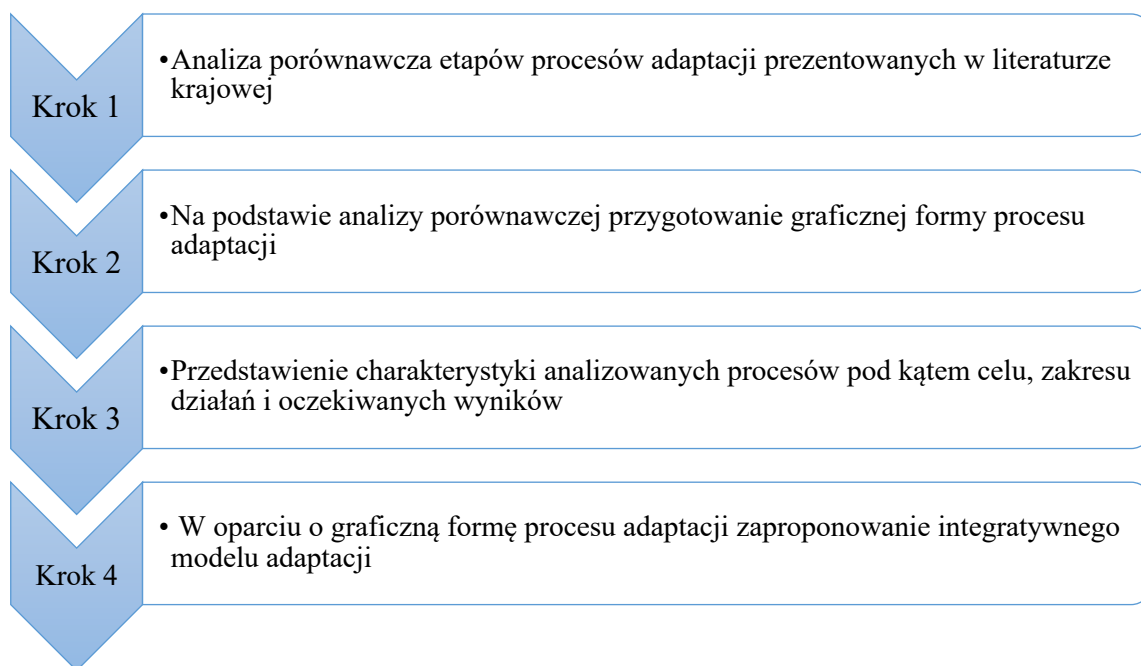 Krok 1
•Analiza porównawcza etapów procesów adaptacji prezentowanych w literaturze
krajowej
Krok 2
•Na podstawie analizy porównawczej przygotowanie graficznej formy procesu
adaptacji
Krok 3
•Przedstawienie charakterystyki analizowanych procesów pod kątem celu, zakresu
działań i oczekiwanych wyników
Krok 4
• W oparciu o graficzną formę procesu adaptacji zaproponowanie integratywnego
modelu adaptacji